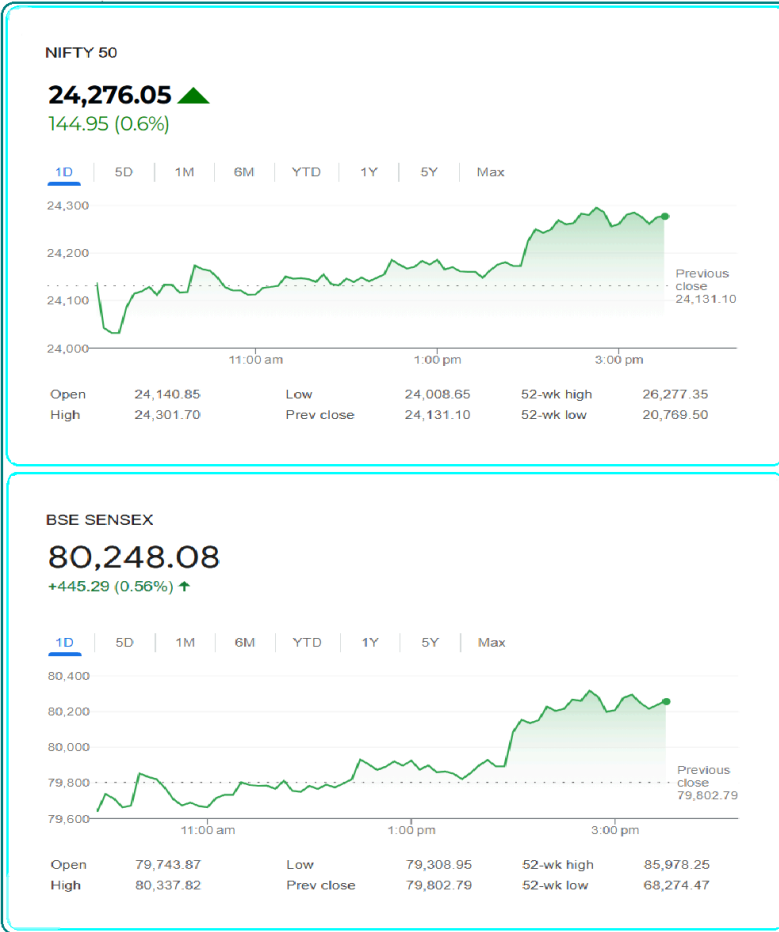 NIFTY 50
24,276.05
144.95 (0.6%)
1D 5D 1M 6M YTD 1Y 5Y Max
24,300
24,200
Previous
close
24,131.10
24,100
24,000
11:00 am 1:00 pm 3:00 pm
Open 24,140.85 Low 24,008.65 52-wk high 26,277.35
High 24,301.70 Prev close 24,131.10 52-wk low 20,769.50
BSE SENSEX
80,248.08
+445.29 (0.56%) ↑
1D 5D 1M 6M YTD 1Y 5Y Max
80,400
80,200
80,000
79,800
Previous
close
79,802.79
79,600
11:00 am 1:00 pm 3:00 pm
Open 79,743.87 Low 79,308.95 52-wk high 85,978.25
High 80,337.82 Prev close 79,802.79 52-wk low 68,274.47